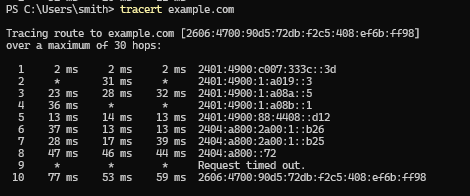 PS C:\Users\smith> tracert example.com
Tracing route to example.com [2606:4700:90d5:72db:f2c5:408:ef6b:ff98]
over a maximum of 30 hops:
1 2 ms 2 ms 2 ms 2401:4900:c007:333c::3d
2 * 31 ms * 2401:4900:1:a019::3
3 23 ms 28 ms 32 ms 2401:4900:1:a08a::5
4 36 ms * * 2401:4900:1:a08b::1
5 13 ms 14 ms 13 ms 2401:4900:88:4408::d12
6 37 ms 13 ms 13 ms 2404:a800:2a00:1::b26
7 28 ms 17 ms 39 ms 2404:a800:2a00:1::b25
8 47 ms 46 ms 44 ms 2404:a800::72
9 * * * Request timed out.
10 77 ms 53 ms 59 ms 2606:4700:90d5:72db:f2c5:408:ef6b:ff98